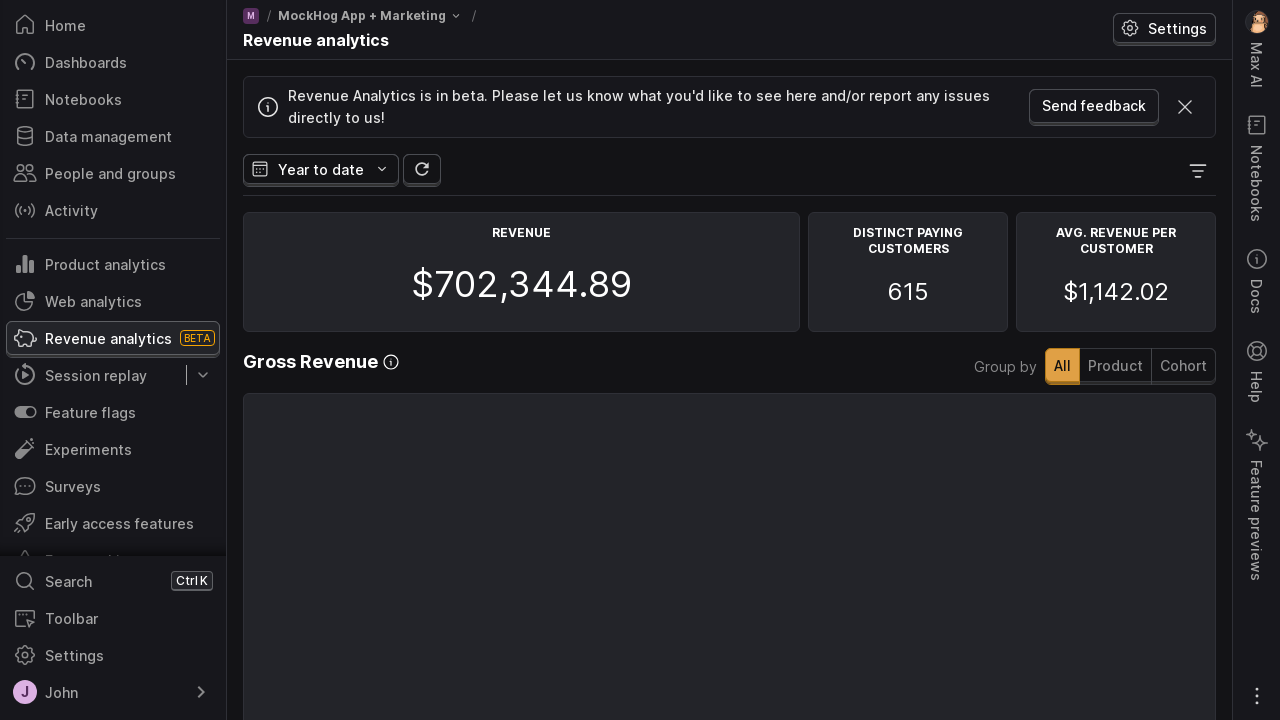 Home
Dashboards
Notebooks
Data management
People and groups
Activity
Product analytics
Web analytics
Revenue analytics BETA
Session replay
Feature flags
Experiments
Surveys
Early access features
Search Ctrl K
Toolbar
Settings
J John
M / MockHog App + Marketing /
Revenue analytics
Settings
Revenue Analytics is in beta. Please let us know what you'd like to see here and/or report any issues
directly to us!
Send feedback
Year to date
REVENUE
$702,344.89
DISTINCT PAYING
CUSTOMERS
615
AVG. REVENUE PER
CUSTOMER
$1,142.02
Gross Revenue
Group by All Product Cohort
Max AI
Notebooks
Docs
Help
Feature previews